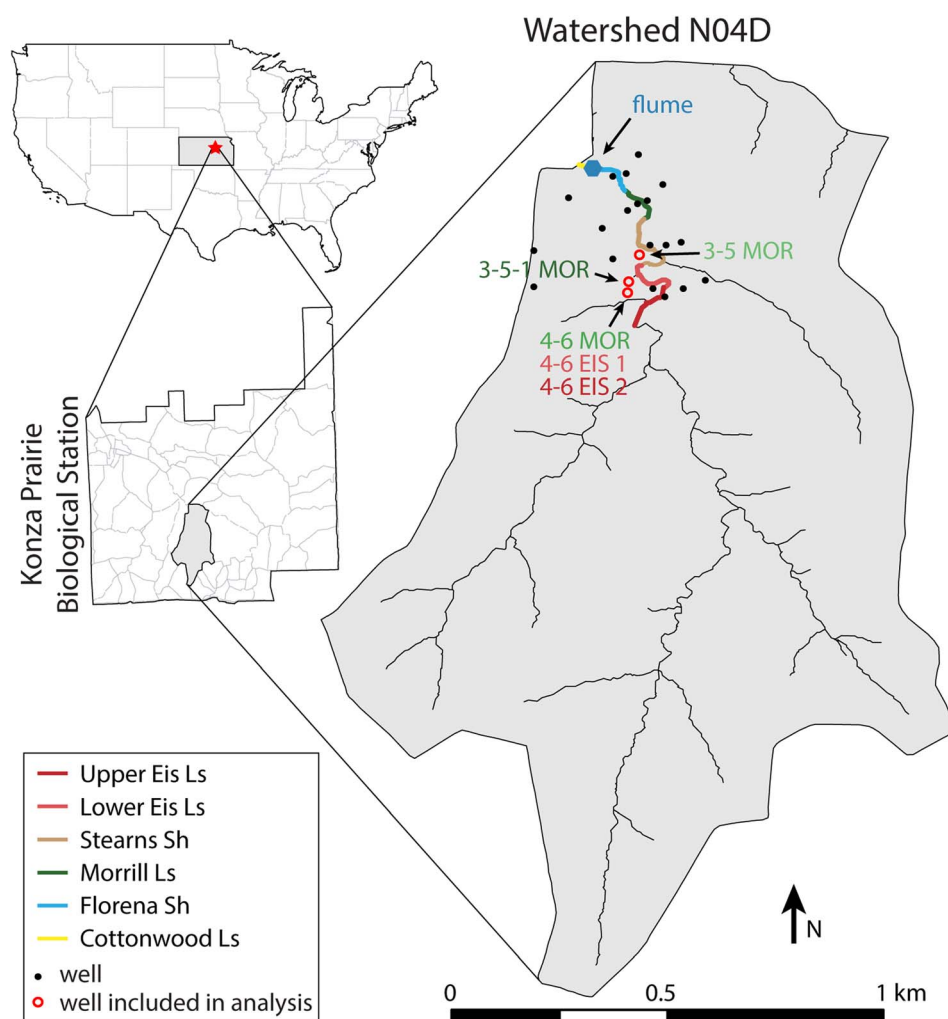 Watershed N04D
flume
3-5 MOR
3-5-1 MOR
4-6 MOR
4-6 EIS 1
4-6 EIS 2
Konza Prairie
Biological Station
Upper Eis Ls
Lower Eis Ls
Stearns Sh
Morrill Ls
Florena Sh
Cottonwood Ls
well
well included in analysis
N
0 0.5 1 km